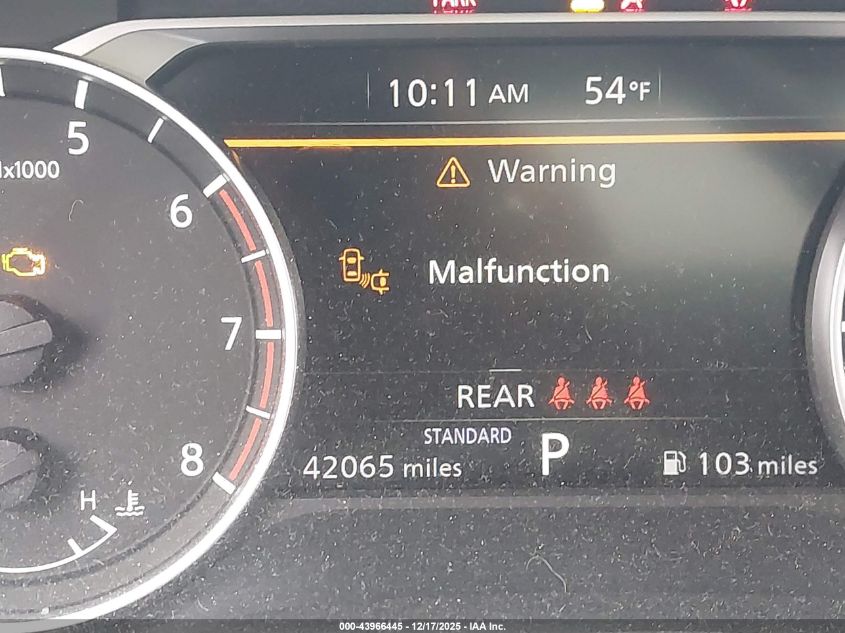 PARK
10:11 AM 54°F
5
x1000
Warning
6
Malfunction
7
REAR
STANDARD
8
42065 miles P 103 miles
H
000-43966445 - 12/17/2025 - IAA Inc.